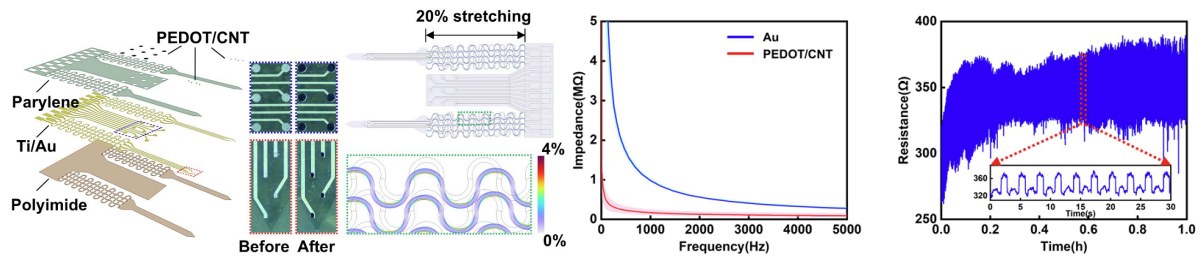 PEDOT/CNT
Parylene
Ti/Au
Polyimide
Before After
20% stretching
4%
0%
Impedance(MΩ)
5
4
3
2
1
0
Au
PEDOT/CNT
0 1000 2000 3000 4000 5000
Frequency(Hz)
Resistance(Ω)
400
350
300
250
360
320
0 5 10 15 20 25 30
Time(s)
0.0 0.2 0.4 0.6 0.8 1.0
Time(h)